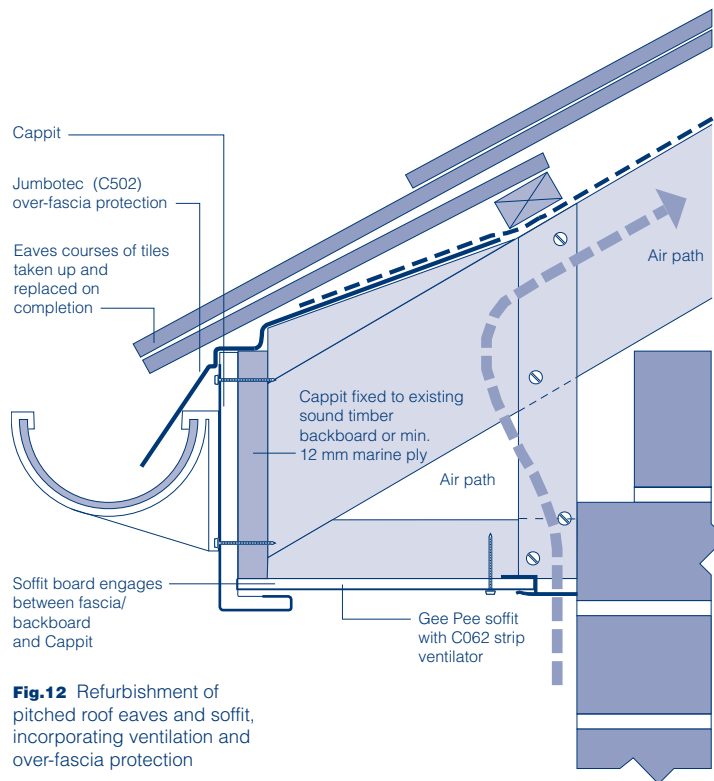 Cappit
Jumbotec (C502)
over-fascia protection
Eaves courses of tiles
taken up and
replaced on
completion
Air path
Cappit fixed to existing
sound timber
backboard or min.
12 mm marine ply
Air path
Soffit board engages
between fascia/
backboard
and Cappit
Gee Pee soffit
with C062 strip
ventilator
Fig.12 Refurbishment of
pitched roof eaves and soffit,
incorporating ventilation and
over-fascia protection